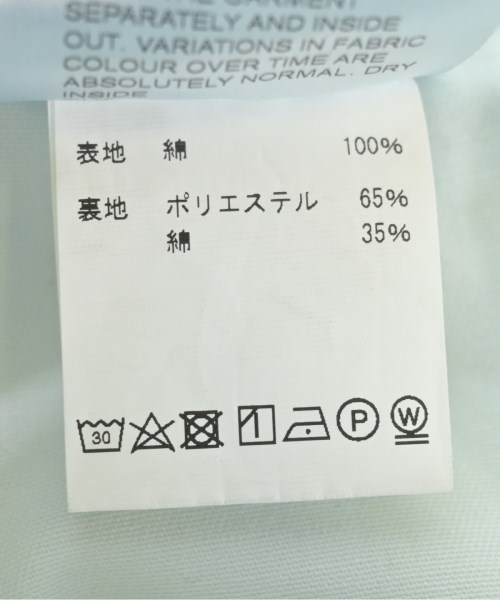 SEPARATELY AND INSIDE
OUT. VARIATIONS IN FABRIC
COLOUR OVER TIME ARE
ABSOLUTELY NORMAL. DRY
INSIDE
表地 綿 100%
裏地 ポリエステル 65%
綿 35%
30 P W